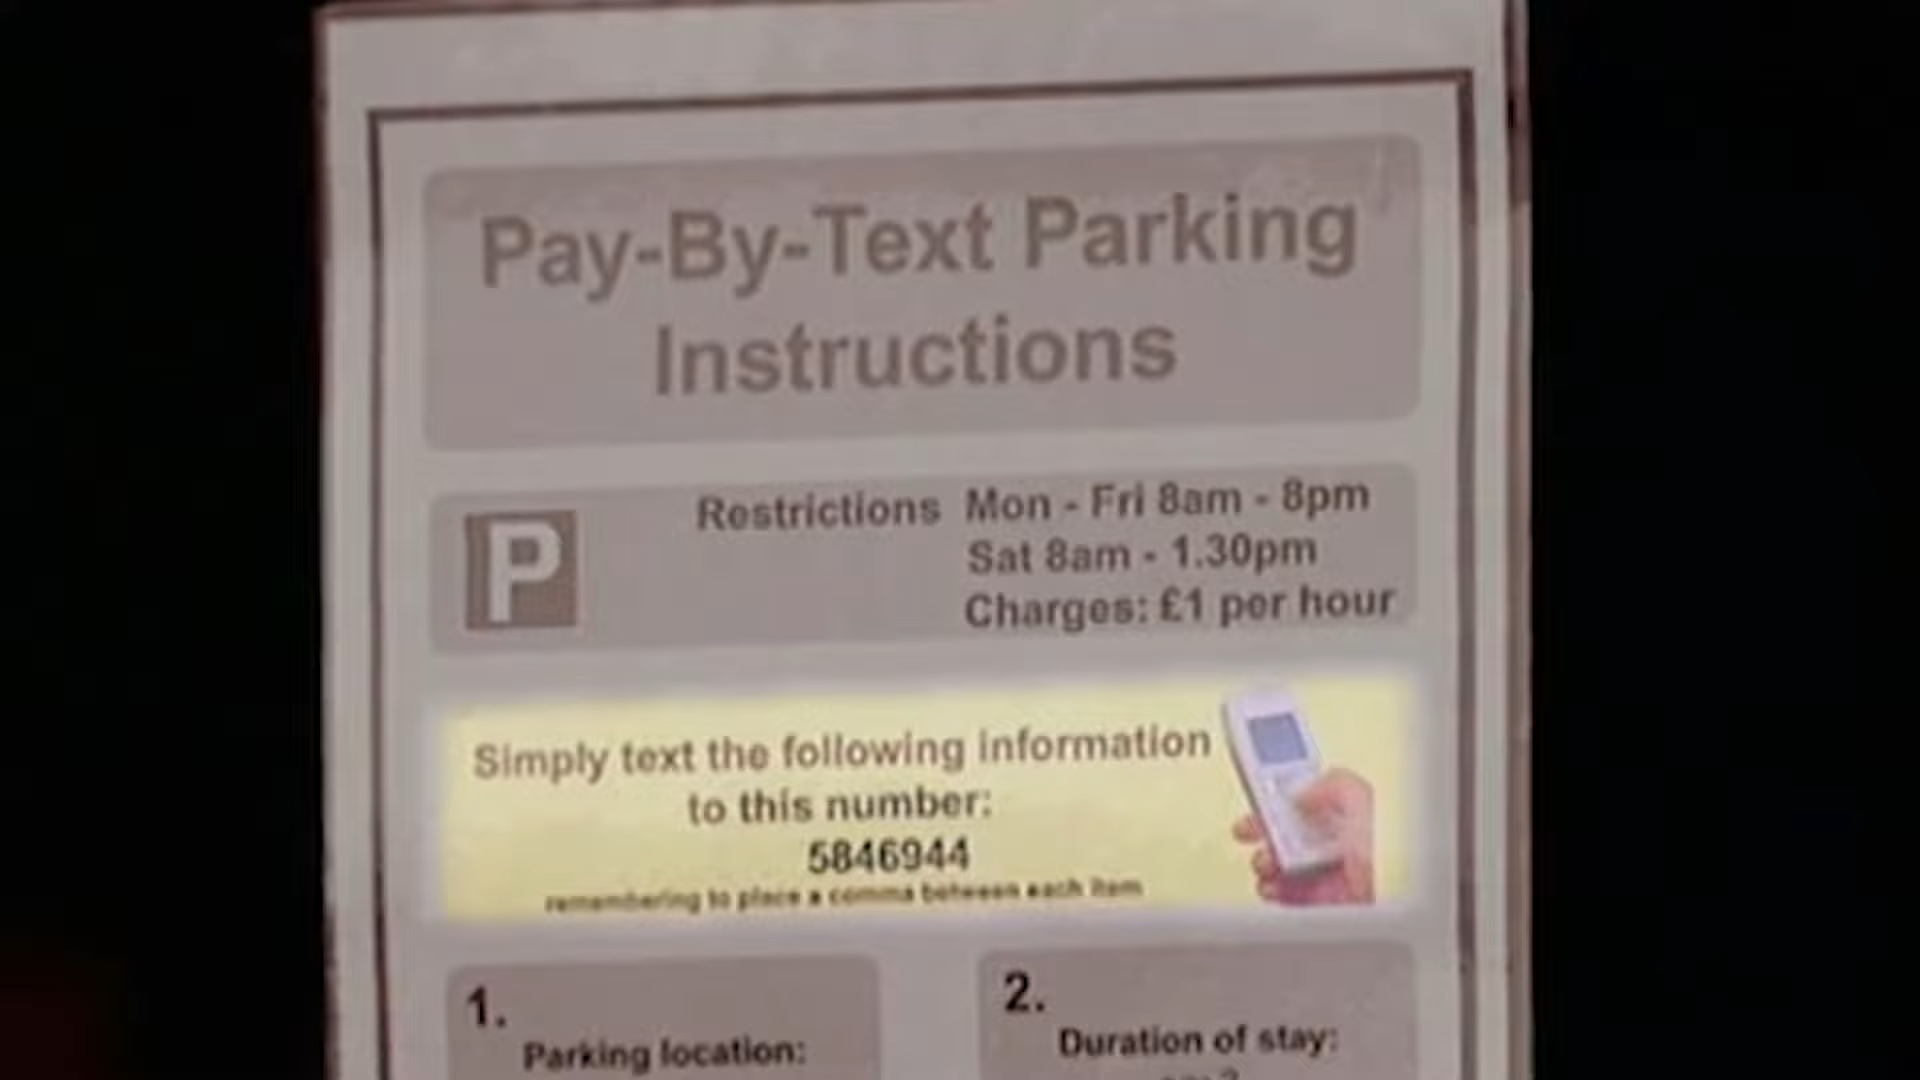 Pay-By-Text Parking
Instructions
P
Restrictions Mon - Fri 8am - 8pm
Sat 8am - 1.30pm
Charges: £1 per hour
Simply text the following information
to this number:
5846944
remembering to place a comma between each item
1.
Parking location:
2.
Duration of stay: